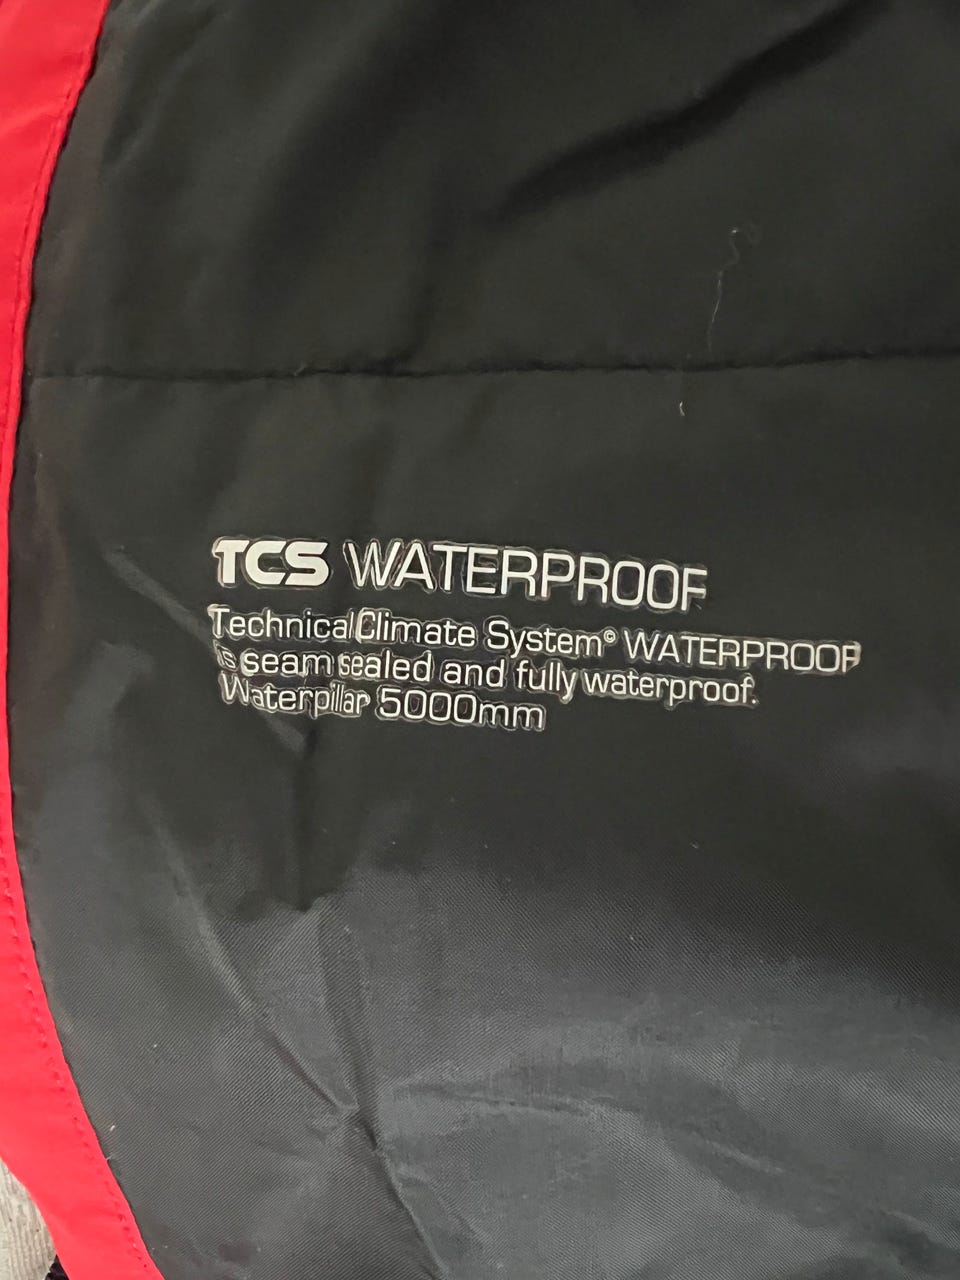 TCS WATERPROOF
Technical Climate System© WATERPROOF
is seam sealed and fully waterproof.
Waterpillar 5000mm